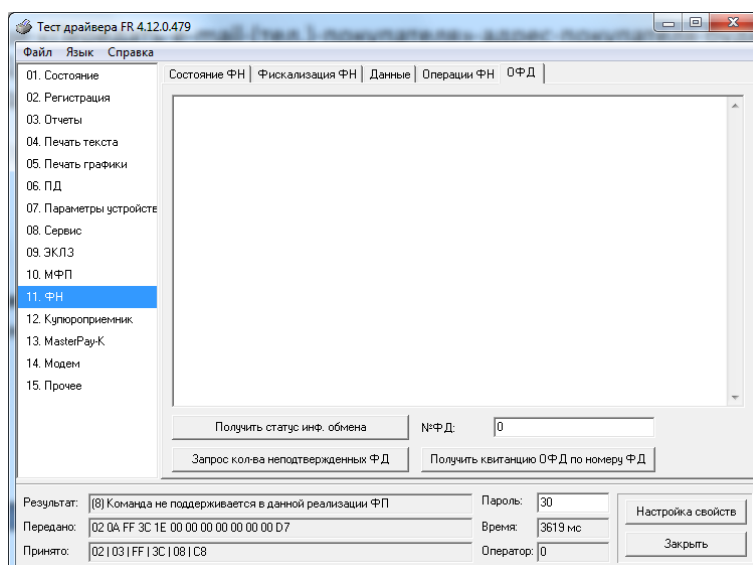 Тест драйвера FR 4.12.0.479
Файл Язык Справка
01. Состояние
02. Регистрация
03. Отчеты
04. Печать текста
05. Печать графики
06. ПД
07. Параметры устройств
08. Сервис
09. ЭКЛЗ
10. МФП
11. ФН
12. Купюроприемник
13. MasterPay-K
14. Модем
15. Прочее
Состояние ФН Фискализация ФН Данные Операции ФН ОФД
Получить статус инф. обмена №ФД: 0
Запрос кол-ва неподтвержденных ФД Получить квитанцию ОФД по номеру ФД
Результат: (8) Команда не поддерживается в данной реализации ФП Пароль: 30
Настройка свойств
Передано: 02 0A FF 3C 1E 00 00 00 00 00 00 00 D7 Время: 3619 мс
Принято: 02 | 03 | FF | 3C | 08 | C8 Оператор: 0
Закрыть